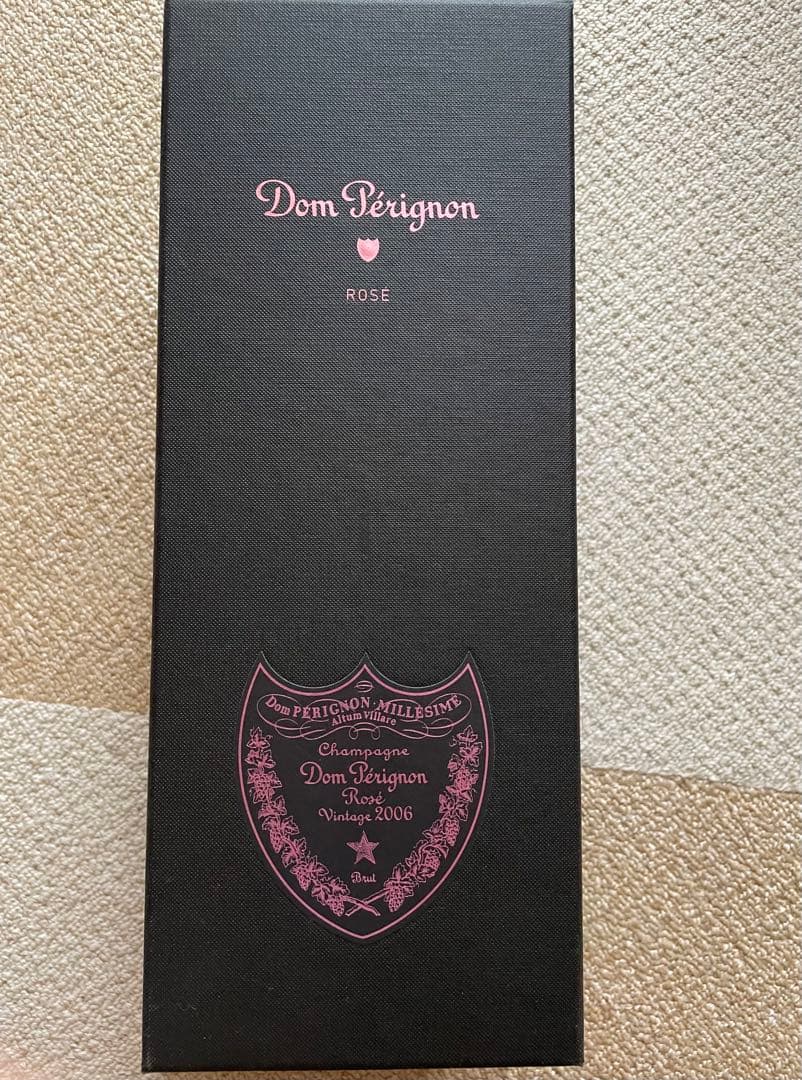 Dom Pérignon
ROSÉ
Dom PÉRIGNON · MILLÉSIME
Altum Villare
Champagne
Dom Pérignon
Rosé
Vintage 2006
Brut